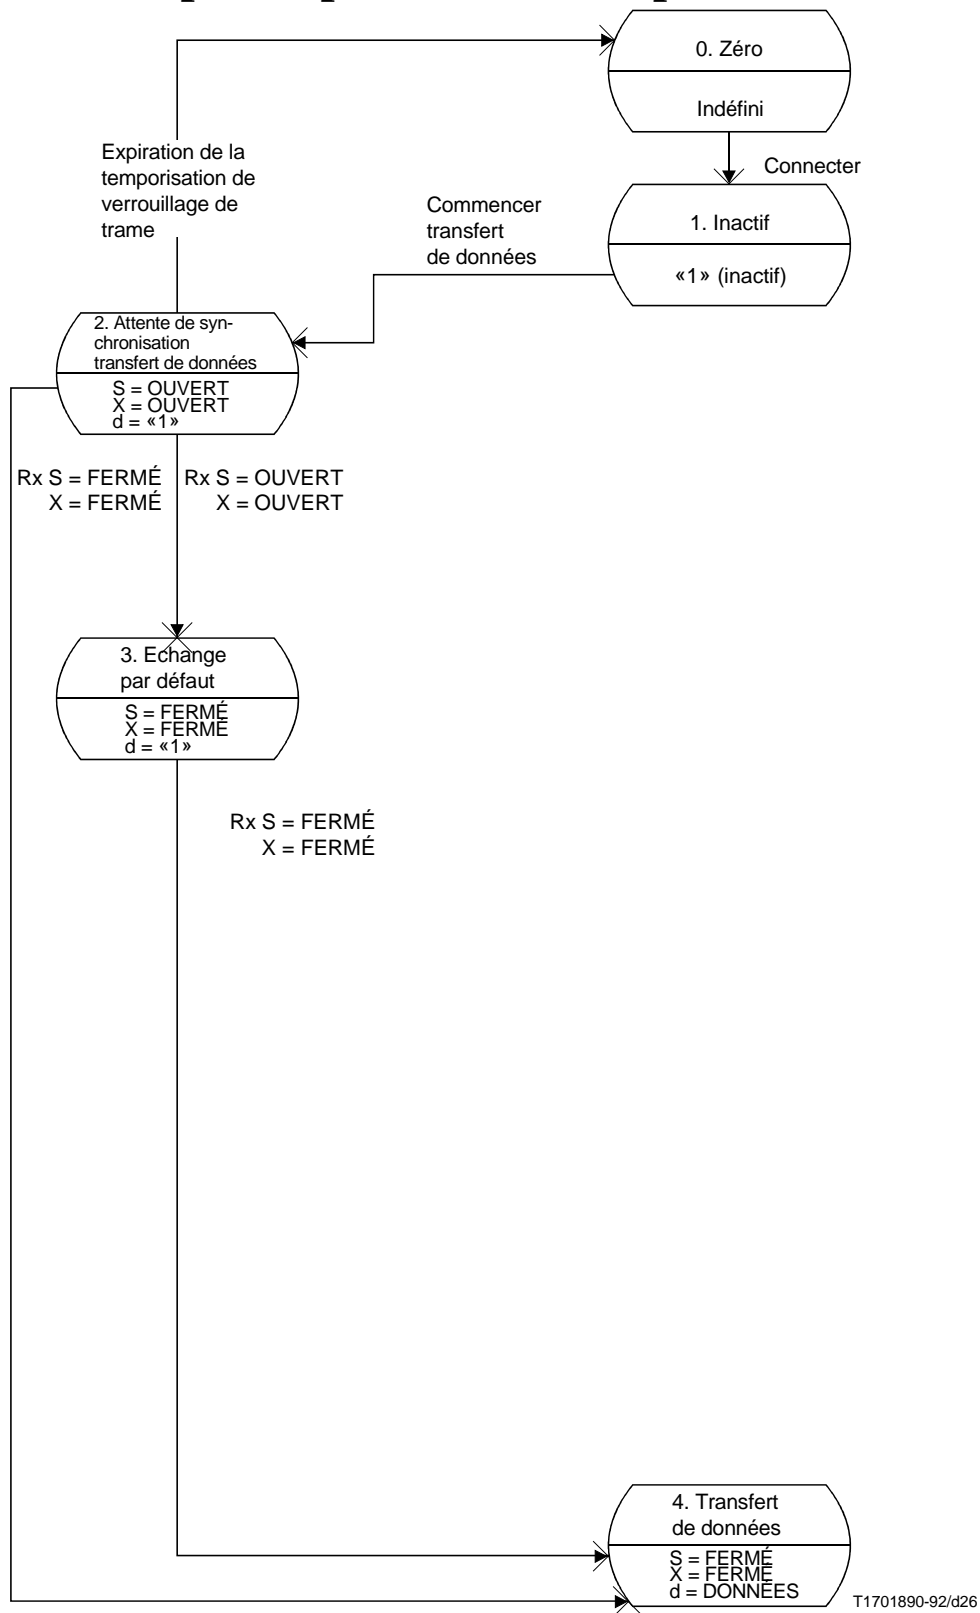 0. Zéro
Indéfini
Expiration de la
temporisation de
verrouillage de
trame
Connecter
Commencer
transfert
de données
1. Inactif
«1» (inactif)
2. Attente de syn-
chronisation
transfert de données
S = OUVERT
X = OUVERT
d = «1»
Rx S = FERMÉ
X = FERMÉ
Rx S = OUVERT
X = OUVERT
3. Echange
par défaut
S = FERMÉ
X = FERMÉ
d = «1»
Rx S = FERMÉ
X = FERMÉ
4. Transfert
de données
S = FERMÉ
X = FERMÉ
d = DONNÉES
T1701890-92/d26